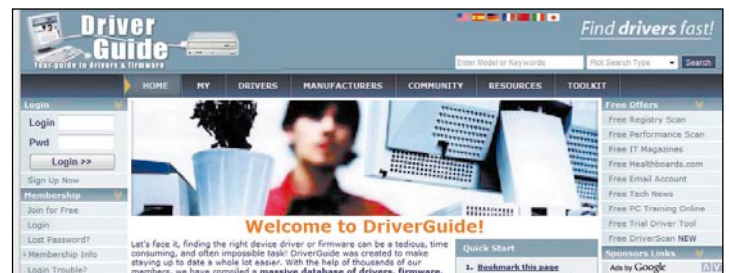 Driver
Guide
Your guide to drivers & firmware
Find drivers fast!
Enter Model or Keywords
Pick Search Type
Search
HOME
MY
DRIVERS
MANUFACTURERS
COMMUNITY
RESOURCES
TOOLKIT
Login
Login
Pwd
Login >>
Sign Up Now
Membership
Join for Free
Login
Lost Password?
Membership Info
Login Trouble?
Welcome to DriverGuide!
Let's face it, finding the right device driver or firmware can be a tedious, time
consuming, and often impossible task! DriverGuide was created to make
staying up to date a whole lot easier. With the help of thousands of our
members, we have compiled a massive database of drivers, firmware,
Quick Start
1. Bookmark this page
Free Offers
Free Registry Scan
Free Performance Scan
Free IT Magazines
Free Healthboards.com
Free Email Account
Free Tech News
Free PC Training Online
Free Trial Driver Tool
Free DriverScan NEW
Sponsors Links
Ads by Google